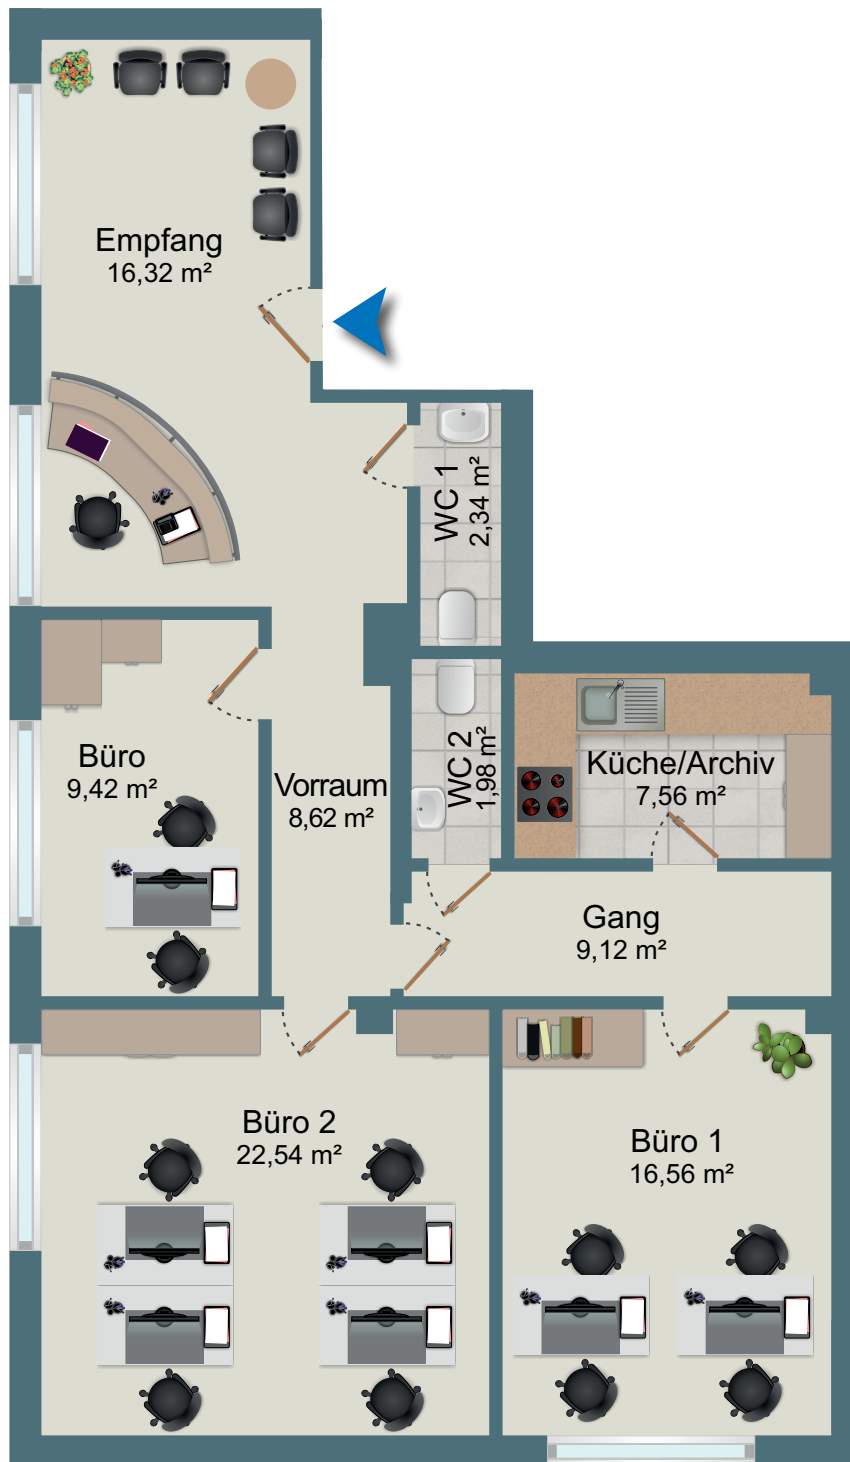 Empfang
16,32 m²
WC 1
2,34 m²
Büro
9,42 m²
Vorraum
8,62 m²
WC 2
1,98 m²
Küche/Archiv
7,56 m²
Gang
9,12 m²
Büro 2
22,54 m²
Büro 1
16,56 m²